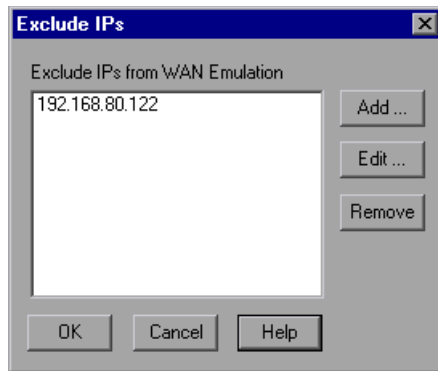 Exclude IPs
Exclude IPs from WAN Emulation
192.168.80.122
Add ...
Edit ...
Remove
OK
Cancel
Help